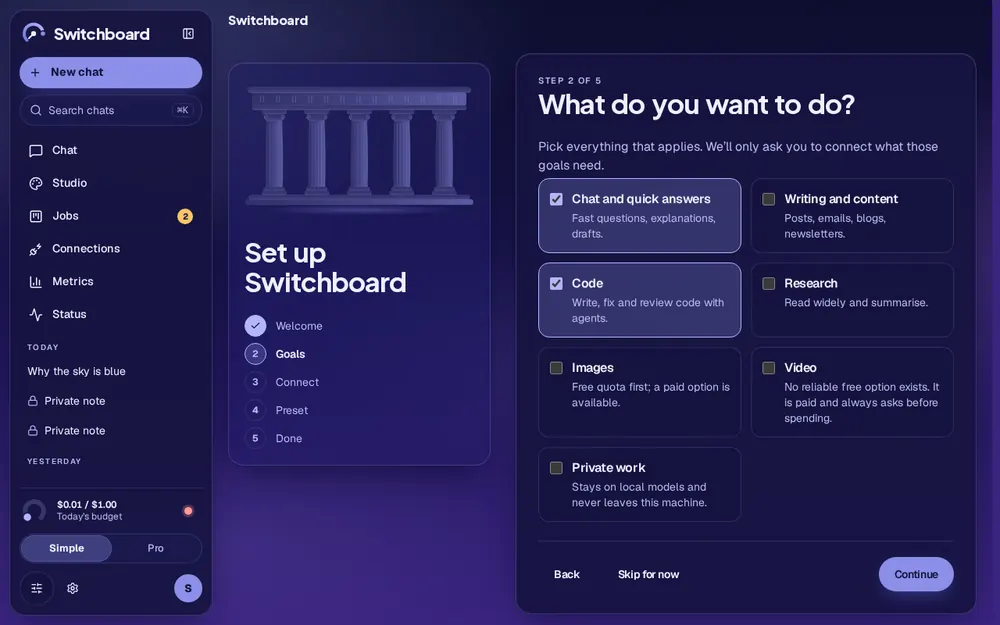 Switchboard
New chat
Search chats ⌘K
Chat
Studio
Jobs 2
Connections
Metrics
Status
TODAY
Why the sky is blue
Private note
Private note
YESTERDAY
$0.01 / $1.00
Today's budget
Simple Pro
S
Switchboard
Set up
Switchboard
Welcome
2 Goals
3 Connect
4 Preset
5 Done
STEP 2 OF 5
What do you want to do?
Pick everything that applies. We'll only ask you to connect what those
goals need.
Chat and quick answers
Fast questions, explanations,
drafts.
Writing and content
Posts, emails, blogs,
newsletters.
Code
Write, fix and review code with
agents.
Research
Read widely and summarise.
Images
Free quota first; a paid option is
available.
Video
No reliable free option exists. It
is paid and always asks before
spending.
Private work
Stays on local models and
never leaves this machine.
Back Skip for now Continue